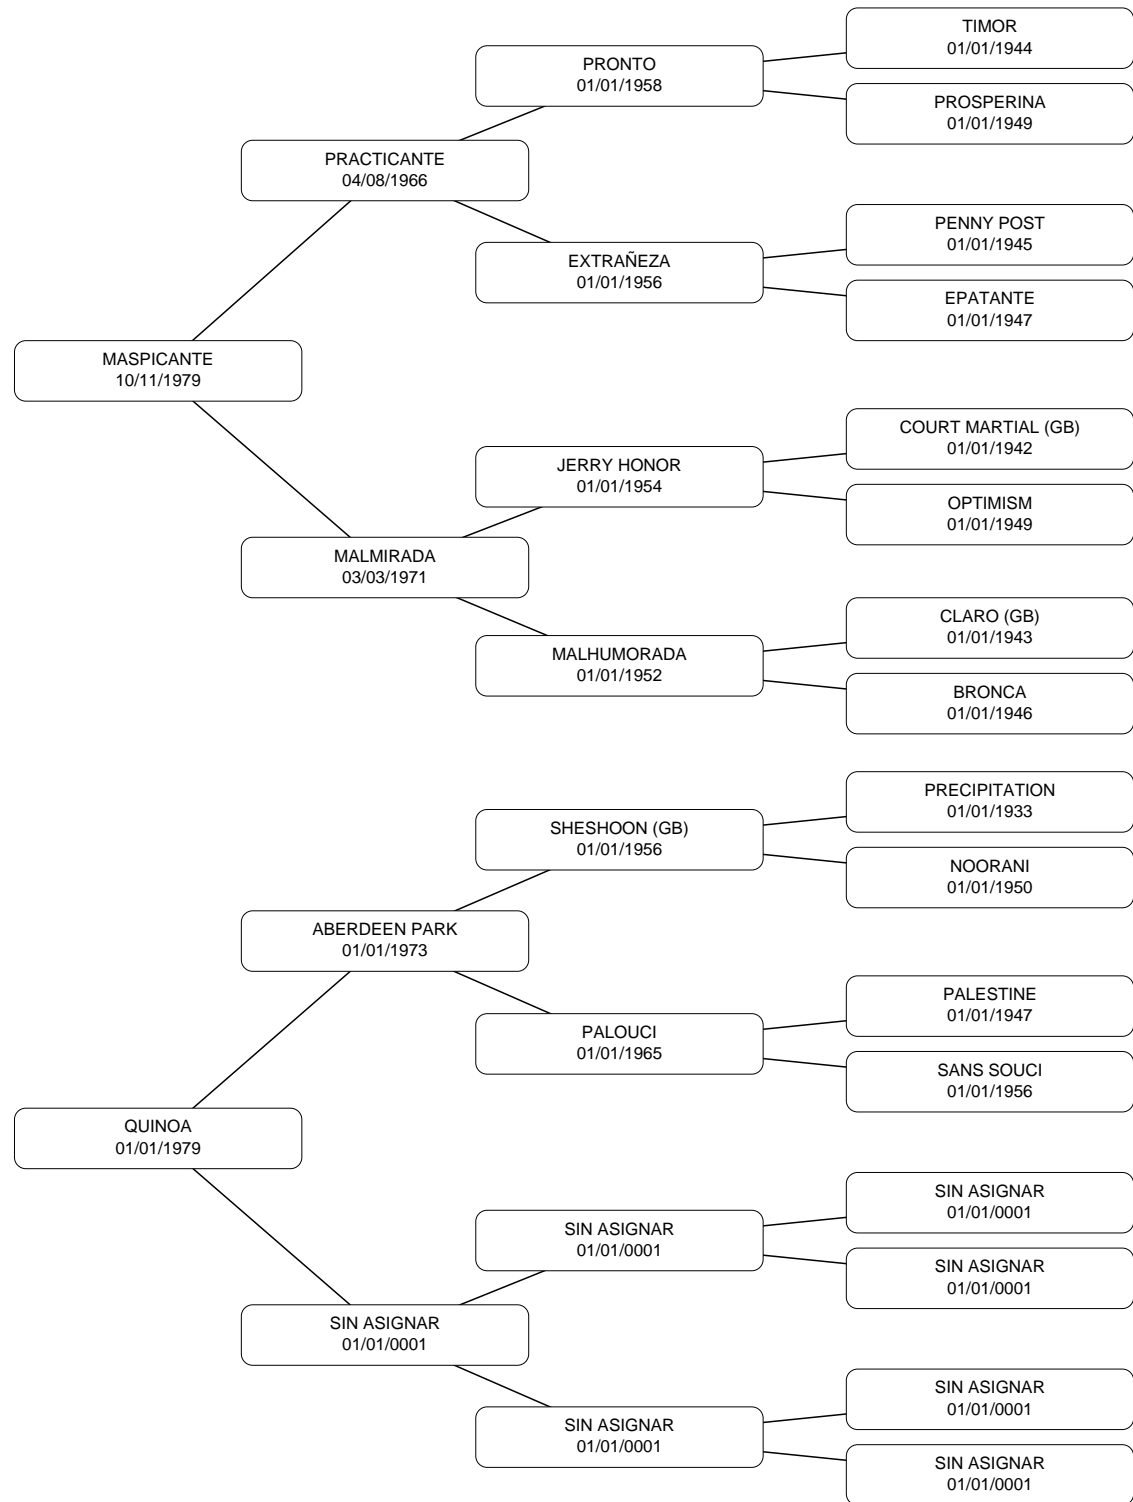 TIMOR
01/01/1944
PRONTO
01/01/1958
PROSPERINA
01/01/1949
PRACTICANTE
04/08/1966
PENNY POST
01/01/1945
EXTRAÑEZA
01/01/1956
EPATANTE
01/01/1947
MASPICANTE
10/11/1979
COURT MARTIAL (GB)
01/01/1942
JERRY HONOR
01/01/1954
OPTIMISM
01/01/1949
MALMIRADA
03/03/1971
CLARO (GB)
01/01/1943
MALHUMORADA
01/01/1952
BRONCA
01/01/1946
PRECIPITATION
01/01/1933
SHESHOON (GB)
01/01/1956
NOORANI
01/01/1950
ABERDEEN PARK
01/01/1973
PALESTINE
01/01/1947
PALOUCI
01/01/1965
SANS SOUCI
01/01/1956
QUINOA
01/01/1979
SIN ASIGNAR
01/01/0001
SIN ASIGNAR
01/01/0001
SIN ASIGNAR
01/01/0001
SIN ASIGNAR
01/01/0001
SIN ASIGNAR
01/01/0001
SIN ASIGNAR
01/01/0001
SIN ASIGNAR
01/01/0001